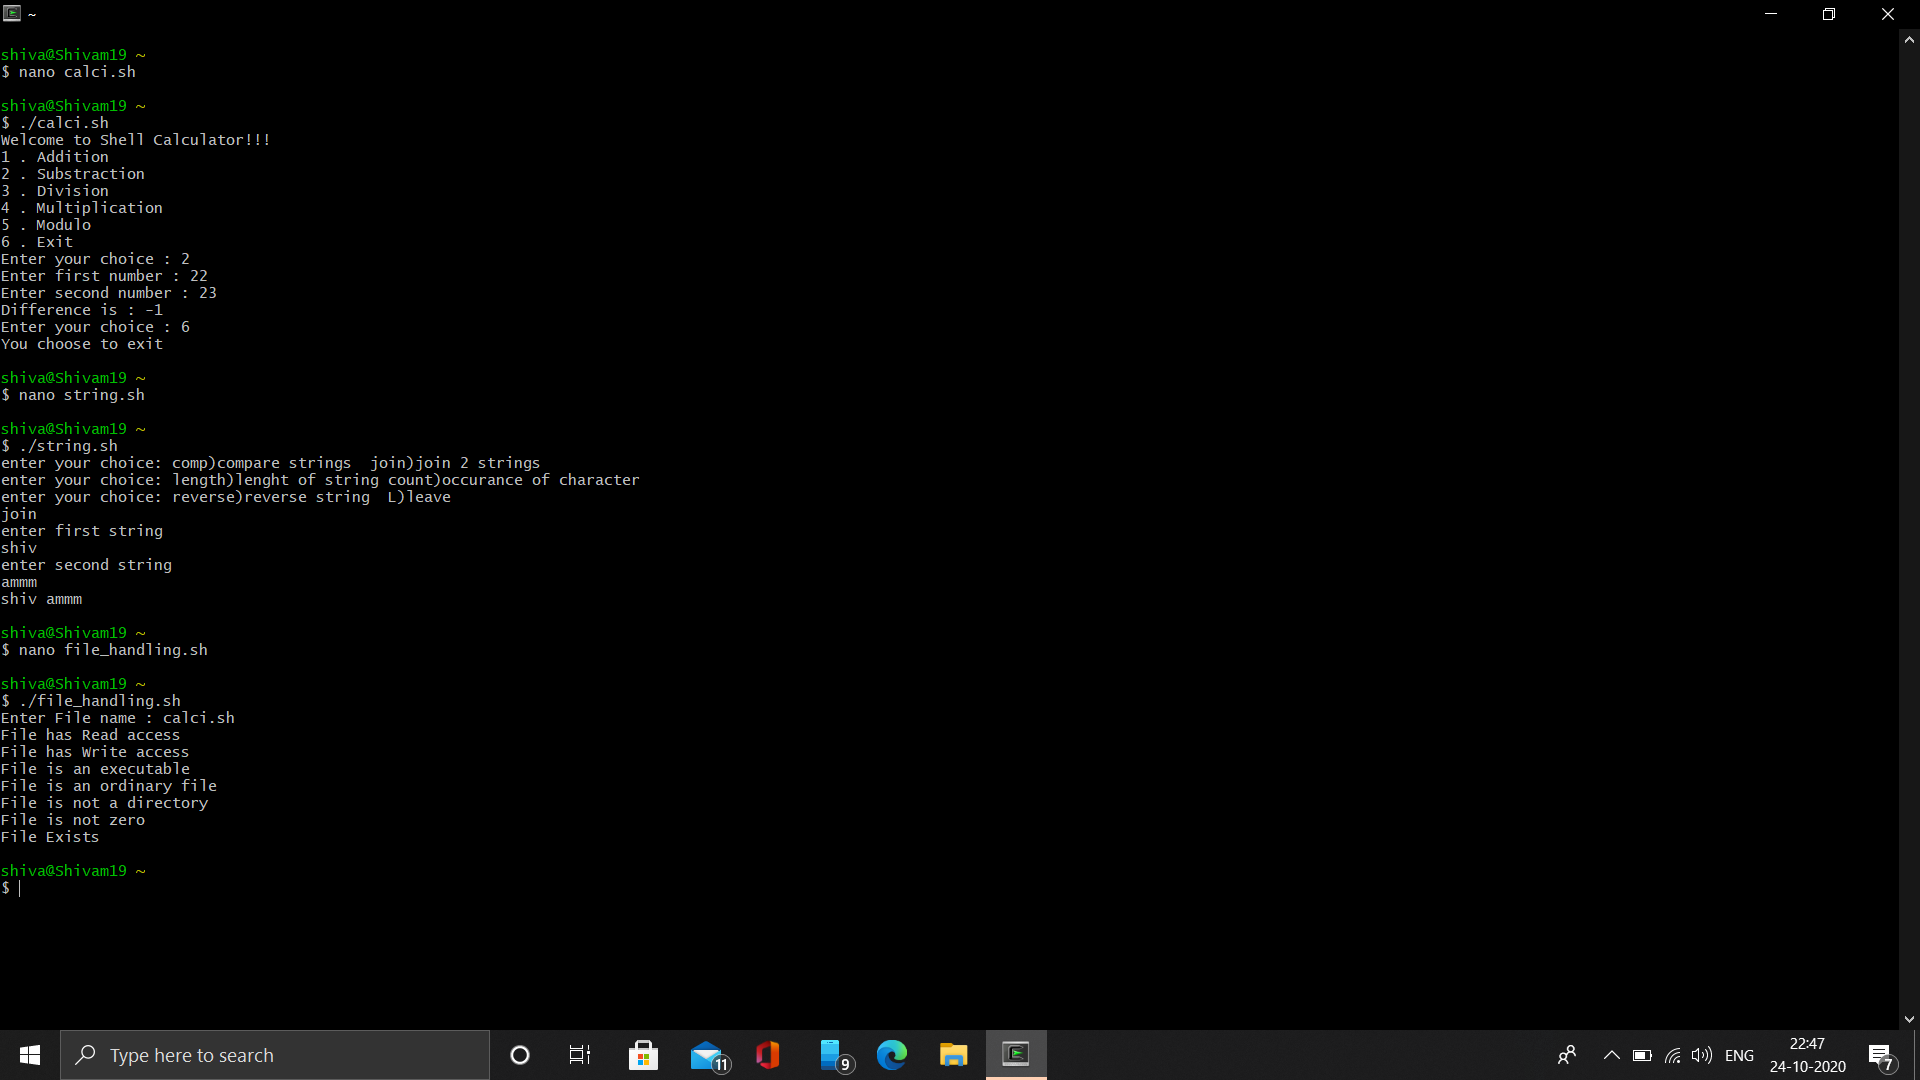 ~
shiva@Shivam19 ~
$ nano calci.sh
shiva@Shivam19 ~
$ ./calci.sh
Welcome to Shell Calculator!!!
1 . Addition
2 . Substraction
3 . Division
4 . Multiplication
5 . Modulo
6 . Exit
Enter your choice : 2
Enter first number : 22
Enter second number : 23
Difference is : -1
Enter your choice : 6
You choose to exit
shiva@Shivam19 ~
$ nano string.sh
shiva@Shivam19 ~
$ ./string.sh
enter your choice: comp)compare strings  join)join 2 strings
enter your choice: length)lenght of string count)occurance of character
enter your choice: reverse)reverse string  L)leave
join
enter first string
shiv
enter second string
ammm
shiv ammm
shiva@Shivam19 ~
$ nano file_handling.sh
shiva@Shivam19 ~
$ ./file_handling.sh
Enter File name : calci.sh
File has Read access
File has Write access
File is an executable
File is an ordinary file
File is not a directory
File is not zero
File Exists
shiva@Shivam19 ~
$
Type here to search
11
9
ENG
22:47
24-10-2020
7